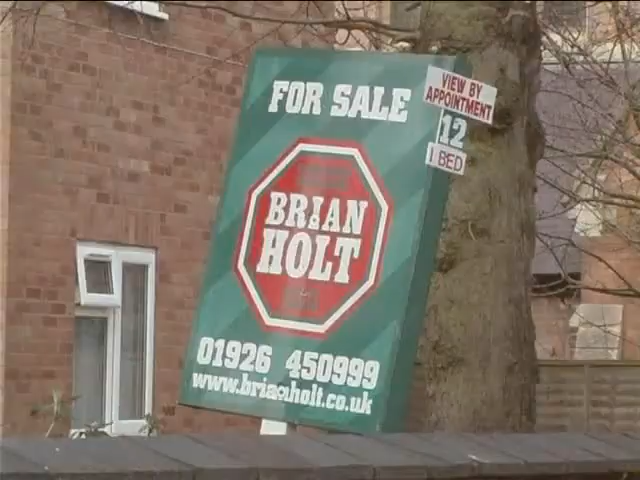 FOR SALE
VIEW BY
APPOINTMENT
12
1 BED
BRIAN
HOLT
01926 450999
www.brianholt.co.uk